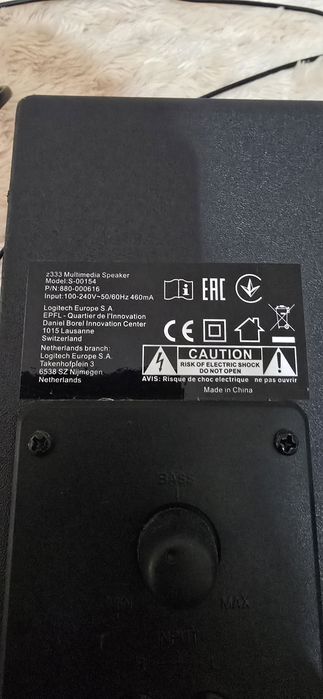 z333 Multimedia Speaker
Model:S-00154
P/N:880-000616
Input:100-240V~50/60Hz 460mA
Logitech Europe S.A.
EPFL - Quartier de l'Innovation
Daniel Borel Innovation Center
1015 Lausanne
Switzerland
Netherlands branch:
Logitech Europe S.A.
Takenhofplein 3
6538 SZ Nijmegen
Netherlands
EAC
CE
CAUTION
RISK OF ELECTRIC SHOCK
DO NOT OPEN
AVIS: Risque de choc electrique ne pas ouvrir
Made in China
BASS
MIN
MAX
INPUT
R
L